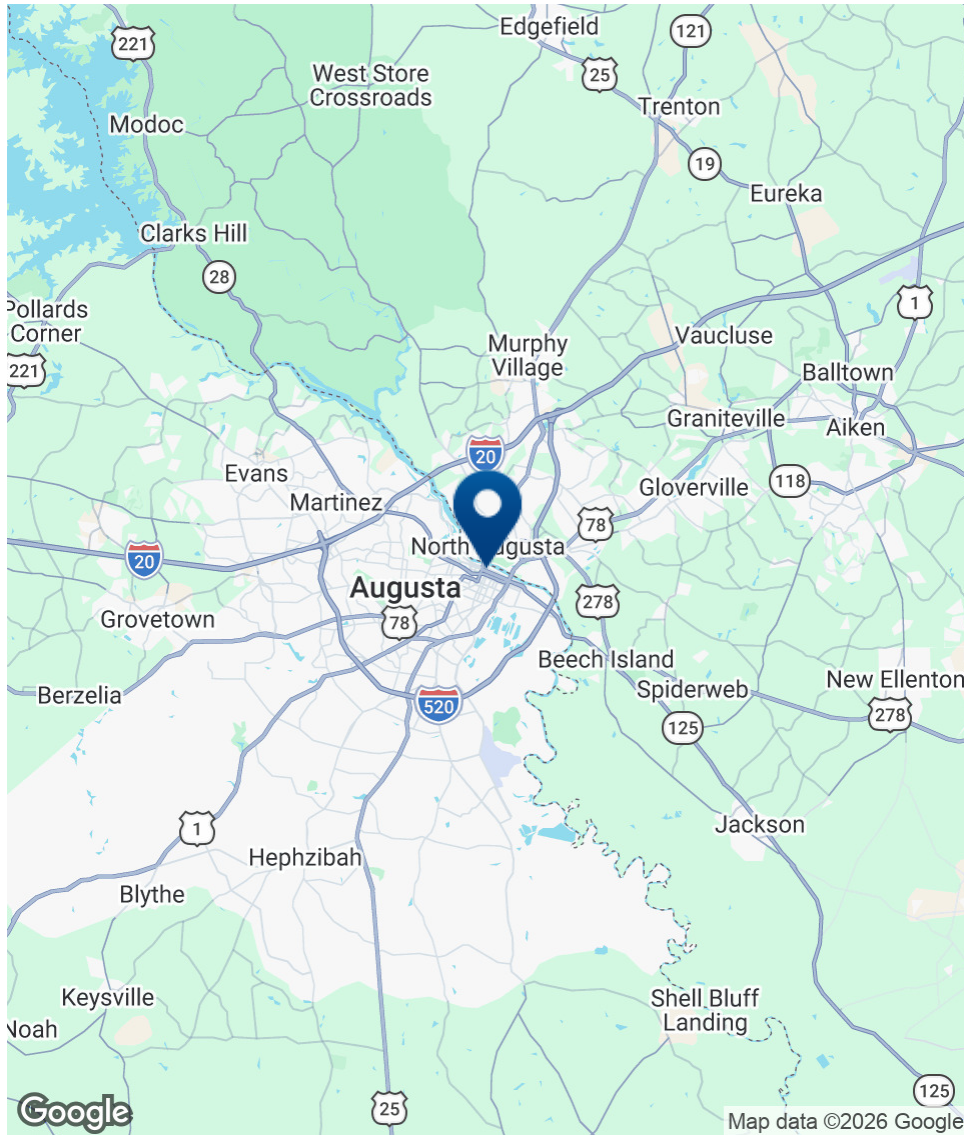 Edgefield
121
221
West Store
Crossroads
25
Trenton
Modoc
19
Eureka
Clarks Hill
28
1
Pollards
Corner
Murphy
Village
Vaucluse
221
Balltown
Graniteville
Aiken
20
Evans
Martinez
118
Gloverville
78
North Augusta
20
Augusta
278
Grovetown
78
Beech Island
Berzelia
Spiderweb
New Ellenton
520
125
278
1
Jackson
Hephzibah
Blythe
Keysville
Shell Bluff
Landing
Noah
125
25
Google
Map data ©2026 Google